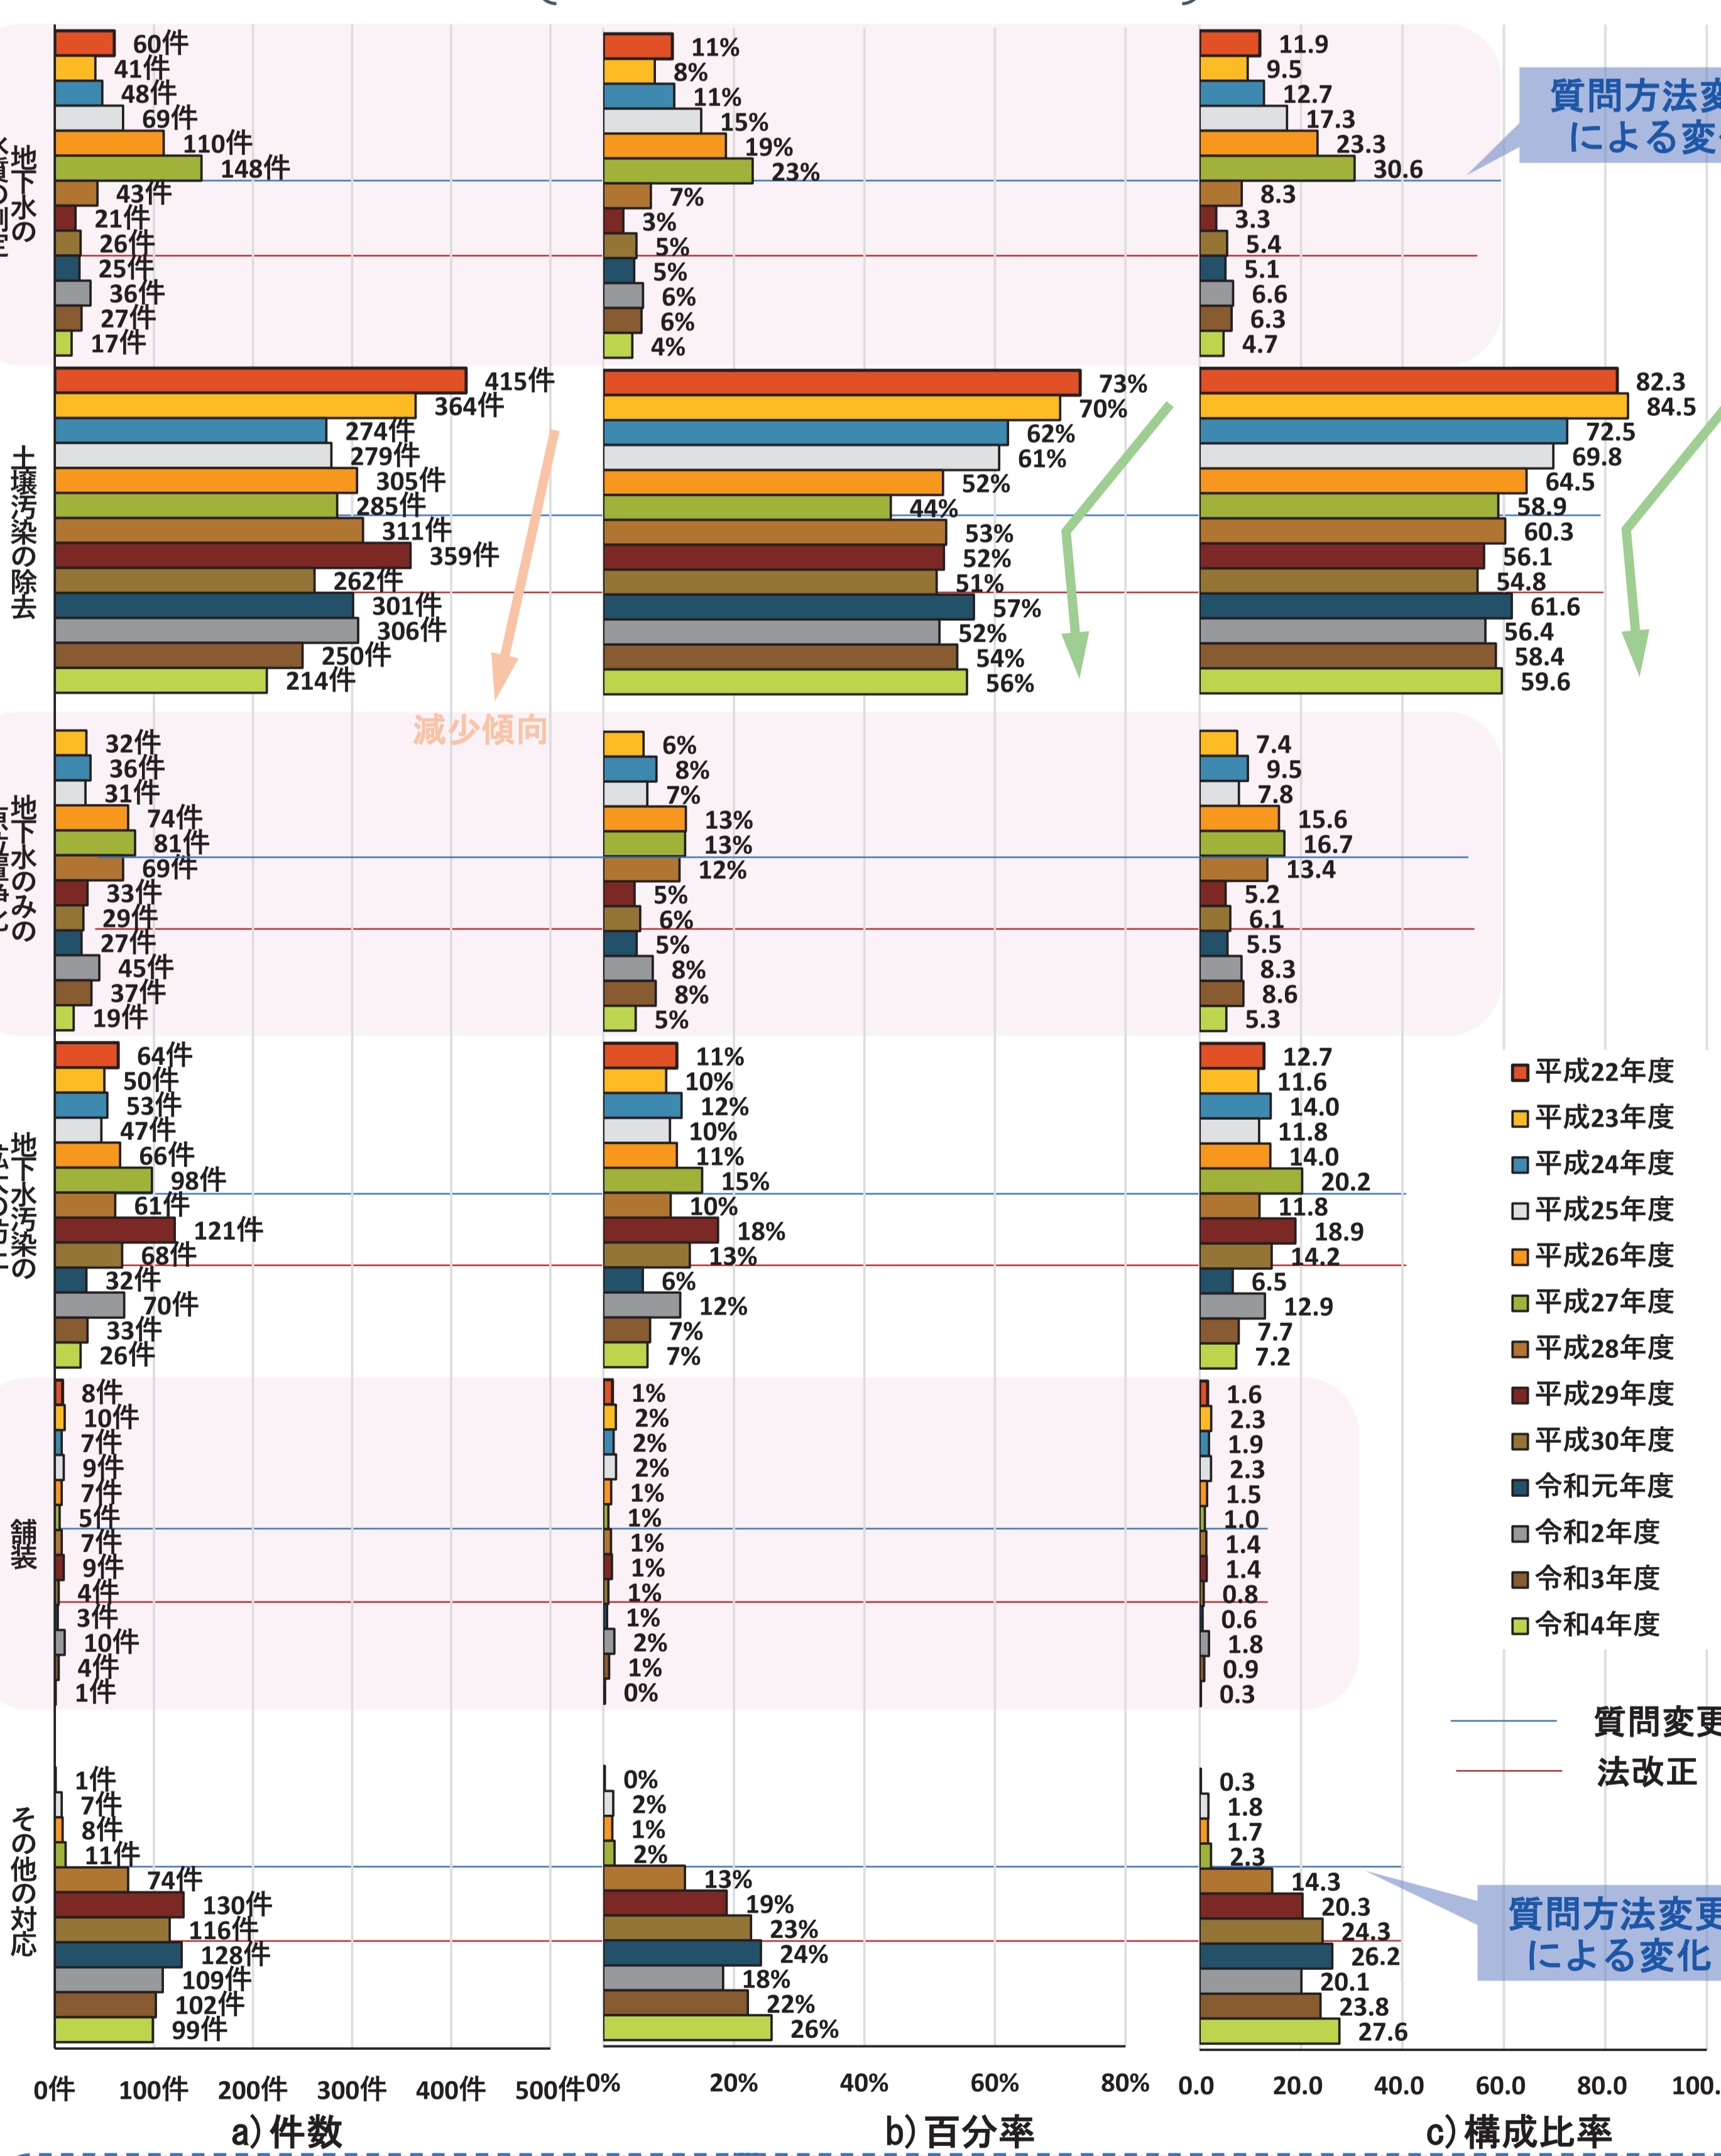 地下水の
60件
41件
48件
69件
110件
148件
43件
21件
26件
25件
36件
27件
17件
11%
8%
11%
15%
19%
23%
7%
3%
5%
5%
6%
6%
4%
11.9
9.5
12.7
17.3
23.3
30.6
8.3
3.3
5.4
5.1
6.6
6.3
4.7
質問方法変
による変
土壌汚染の除去
415件
364件
274件
279件
305件
285件
311件
359件
262件
301件
306件
250件
214件
減少傾向
73%
70%
62%
61%
52%
44%
53%
52%
51%
57%
52%
54%
56%
82.3
84.5
72.5
69.8
64.5
58.9
60.3
56.1
54.8
61.6
56.4
58.4
59.6
地下水のみの
32件
36件
31件
74件
81件
69件
33件
29件
27件
45件
37件
19件
6%
8%
7%
13%
13%
12%
5%
6%
5%
8%
8%
5%
7.4
9.5
7.8
15.6
16.7
13.4
5.2
6.1
5.5
8.3
8.6
5.3
地下水汚染の
64件
50件
53件
47件
66件
98件
61件
121件
68件
32件
70件
33件
26件
11%
10%
12%
10%
11%
15%
10%
18%
13%
6%
12%
7%
7%
12.7
11.6
14.0
11.8
14.0
20.2
11.8
18.9
14.2
6.5
12.9
7.7
7.2
平成22年度
平成23年度
平成24年度
平成25年度
平成26年度
平成27年度
平成28年度
平成29年度
平成30年度
令和元年度
令和2年度
令和3年度
令和4年度
舗装
8件
10件
7件
9件
7件
5件
7件
9件
4件
3件
10件
4件
1件
1%
2%
2%
2%
1%
1%
1%
1%
1%
1%
2%
1%
0%
1.6
2.3
1.9
2.3
1.5
1.0
1.4
1.4
0.8
0.6
1.8
0.9
0.3
質問変更
法改正
その他の対応
1件
7件
8件
11件
74件
130件
116件
128件
109件
102件
99件
0%
2%
1%
2%
13%
19%
23%
24%
18%
22%
26%
0.3
1.8
1.7
2.3
14.3
20.3
24.3
26.2
20.1
23.8
27.6
質問方法変更
による変化
0件 100件 200件 300件 400件 500件
0% 20% 40% 60% 80%
0.0 20.0 40.0 60.0 80.0 100.
a）件数
b）百分率
c）構成比率